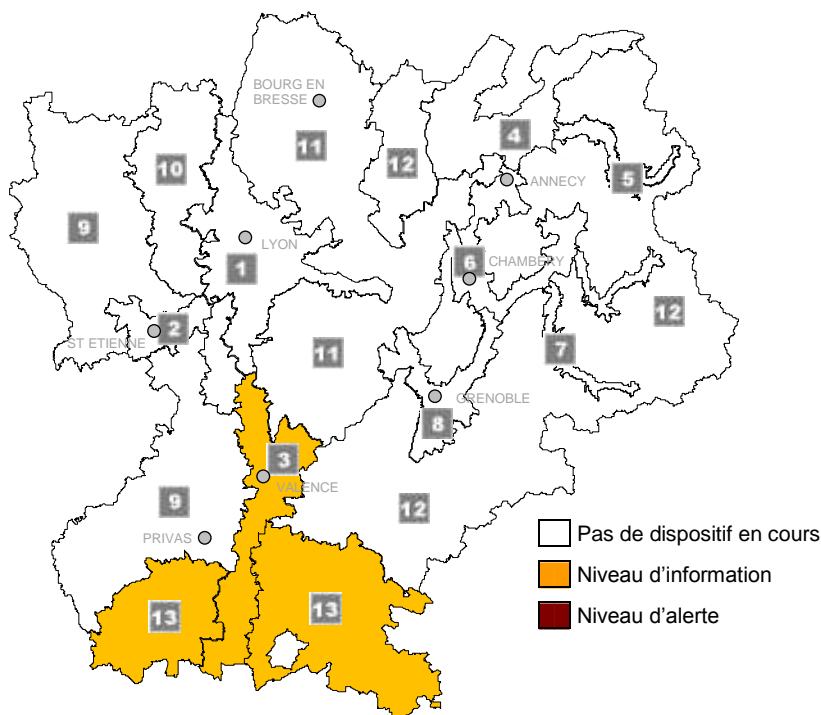 BOURG EN
BRESSE
4
11
12
10
ANNECY
5
9
LYON
1
6
CHAMBERY
12
2
ST ETIENNE
11
7
GRENOBLE
8
3
VALENCE
9
12
PRIVAS
Pas de dispositif en cours
Niveau d'information
13
13
Niveau d'alerte